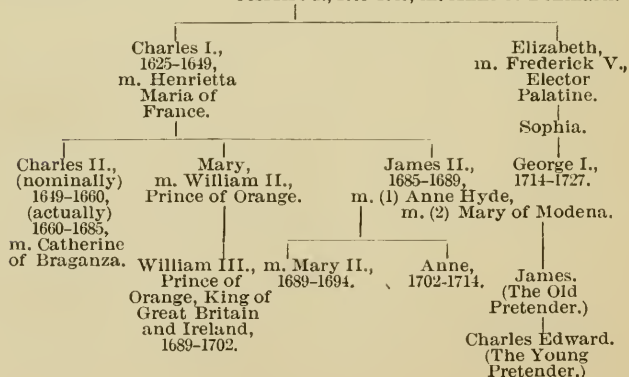 Charles I.,
1625-1649,
m. Henrietta
Maria of
France.
Elizabeth,
m. Frederick V.,
Elector
Palatine.
Sophia.
Charles II.,
(nominally)
1649-1660,
(actually)
1660-1685,
m. Catherine
of Braganza.
Mary,
m. William II.,
Prince of Orange.
James II.,
1685-1689,
m. (1) Anne Hyde,
m. (2) Mary of Modena.
George I.,
1714-1727.
William III., m. Mary II.,
Prince of 1689-1694.
Orange, King of
Great Britain
and Ireland,
1689-1702.
Anne,
1702-1714.
James.
(The Old
Pretender.)
Charles Edward.
(The Young
Pretender.)